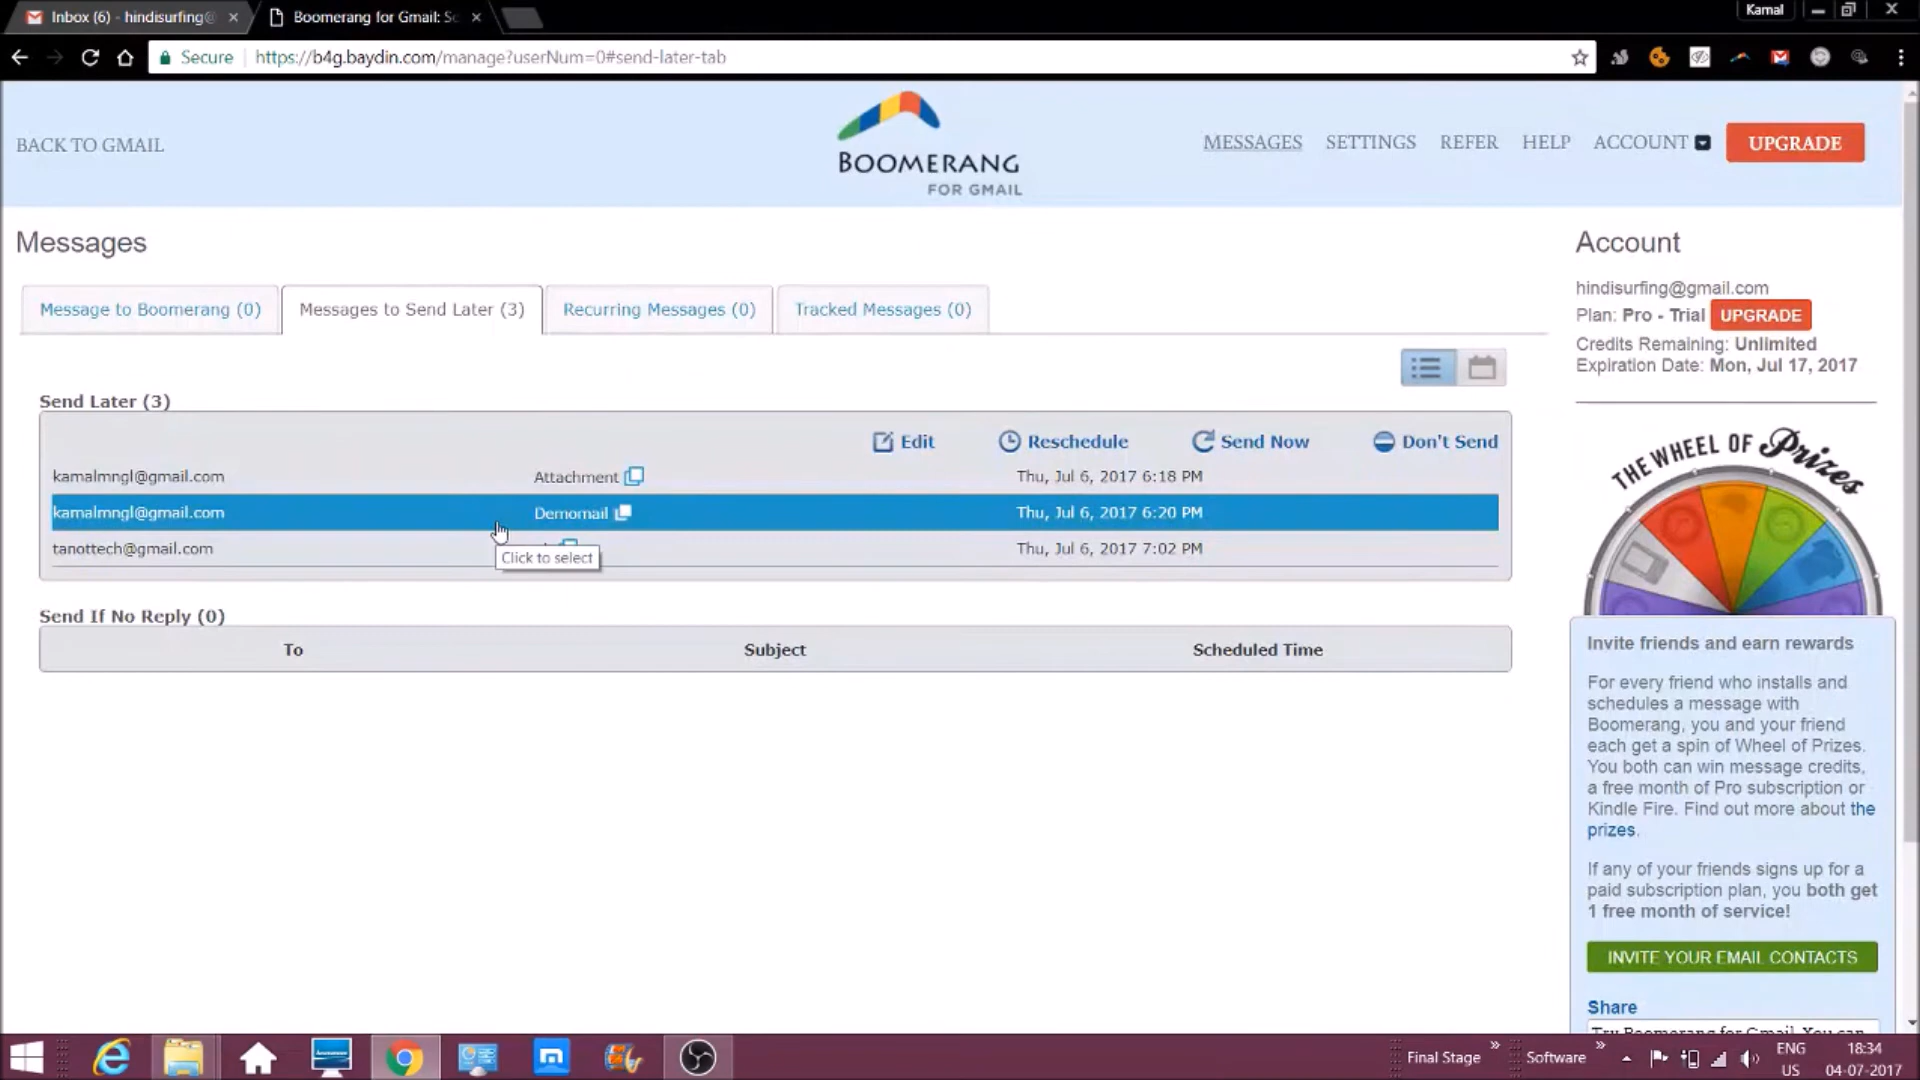 Inbox (6) - hindisurfing@
Boomerang for Gmail: Sc
Kamal
Secure
https://b4g.baydin.com/manage?userNum=0#send-later-tab
BACK TO GMAIL
BOOMERANG
FOR GMAIL
MESSAGES
SETTINGS
REFER
HELP
ACCOUNT
UPGRADE
Messages
Message to Boomerang (0)
Messages to Send Later (3)
Recurring Messages (0)
Tracked Messages (0)
Send Later (3)
Edit
Reschedule
Send Now
Don't Send
kamalmngl@gmail.com Attachment Thu, Jul 6, 2017 6:18 PM
kamalmngl@gmail.com Demomail Thu, Jul 6, 2017 6:20 PM
tanottech@gmail.com Thu, Jul 6, 2017 7:02 PM
Click to select
Send If No Reply (0)
To Subject Scheduled Time
Account
hindisurfing@gmail.com
Plan: Pro - Trial UPGRADE
Credits Remaining: Unlimited
Expiration Date: Mon, Jul 17, 2017
THE WHEEL OF Prizes
Invite friends and earn rewards
For every friend who installs and
schedules a message with
Boomerang, you and your friend
each get a spin of Wheel of Prizes.
You both can win message credits,
a free month of Pro subscription or
Kindle Fire. Find out more about the
prizes.
If any of your friends signs up for a
paid subscription plan, you both get
1 free month of service!
INVITE YOUR EMAIL CONTACTS
Share
Try Boomerang for Gmail. You can
Final Stage
Software
ENG
US
18:34
04-07-2017